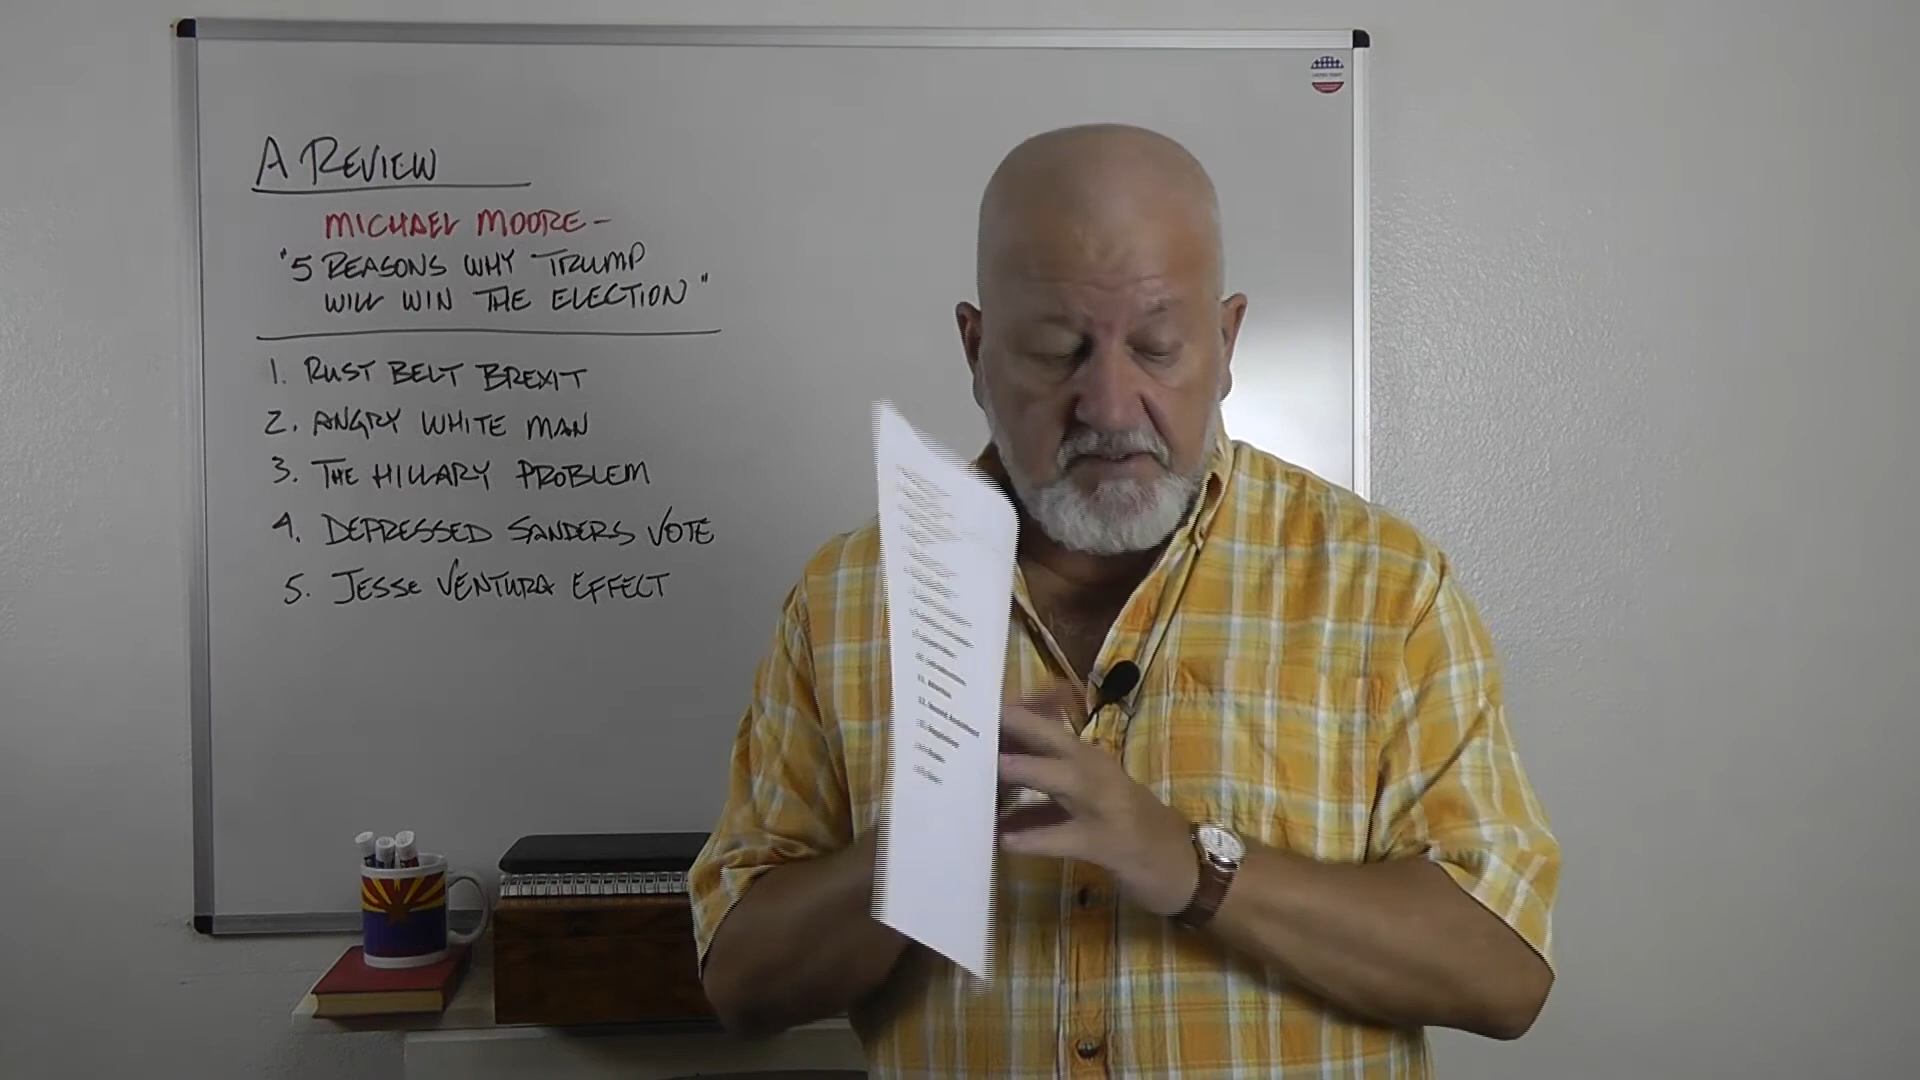 A REVIEW
MICHAEL MOORE -
"5 REASONS WHY TRUMP
WILL WIN THE ELECTION"
1. RUST BELT BREXIT
2. ANGRY WHITE MAN
3. THE HILLARY PROBLEM
4. DEPRESSED SANDERS VOTE
5. JESSE VENTURA EFFECT